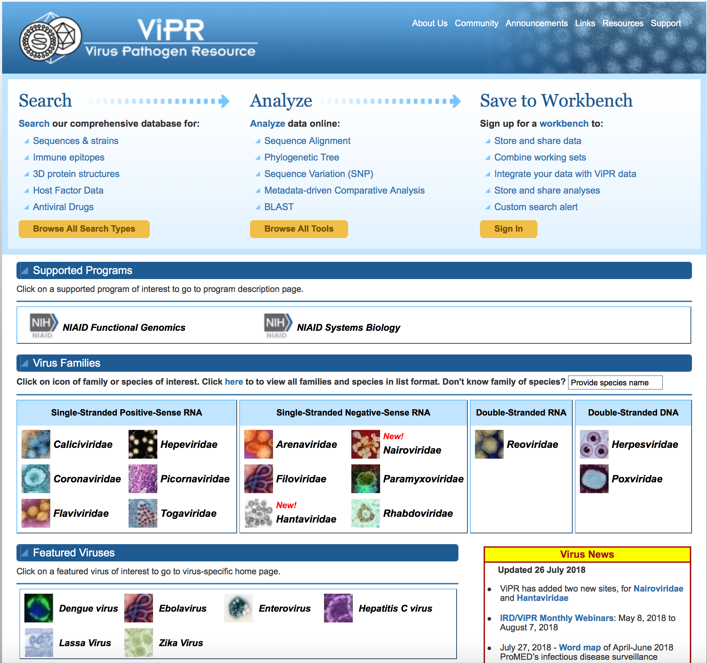 ViPR
Virus Pathogen Resource
About Us Community Announcements Links Resources Support
Search
Search our comprehensive database for:
Sequences & strains
Immune epitopes
3D protein structures
Host Factor Data
Antiviral Drugs
Browse All Search Types
Analyze
Analyze data online:
Sequence Alignment
Phylogenetic Tree
Sequence Variation (SNP)
Metadata-driven Comparative Analysis
BLAST
Browse All Tools
Save to Workbench
Sign up for a workbench to:
Store and share data
Combine working sets
Integrate your data with ViPR data
Store and share analyses
Custom search alert
Sign In
Supported Programs
Click on a supported program of interest to go to program description page.
NIH NIAID NIAID Functional Genomics
NIH NIAID NIAID Systems Biology
Virus Families
Click on icon of family or species of interest. Click here to to view all families and species in list format. Don't know family of species? Provide species name
Single-Stranded Positive-Sense RNA
Caliciviridae Hepeviridae
Coronaviridae Picornaviridae
Flaviviridae Togaviridae
Single-Stranded Negative-Sense RNA
Arenaviridae New! Nairoviridae
Filoviridae Paramyxoviridae
New! Hantaviridae Rhabdoviridae
Double-Stranded RNA
Reoviridae
Double-Stranded DNA
Herpesviridae
Poxviridae
Featured Viruses
Click on a featured virus of interest to go to virus-specific home page.
Dengue virus Ebolavirus Enterovirus Hepatitis C virus
Lassa Virus Zika Virus
Virus News
Updated 26 July 2018
ViPR has added two new sites, for Nairoviridae
and Hantaviridae
IRD/ViPR Monthly Webinars: May 8, 2018 to
August 7, 2018
July 27, 2018 - Word map of April-June 2018
ProMED's infectious disease surveillance